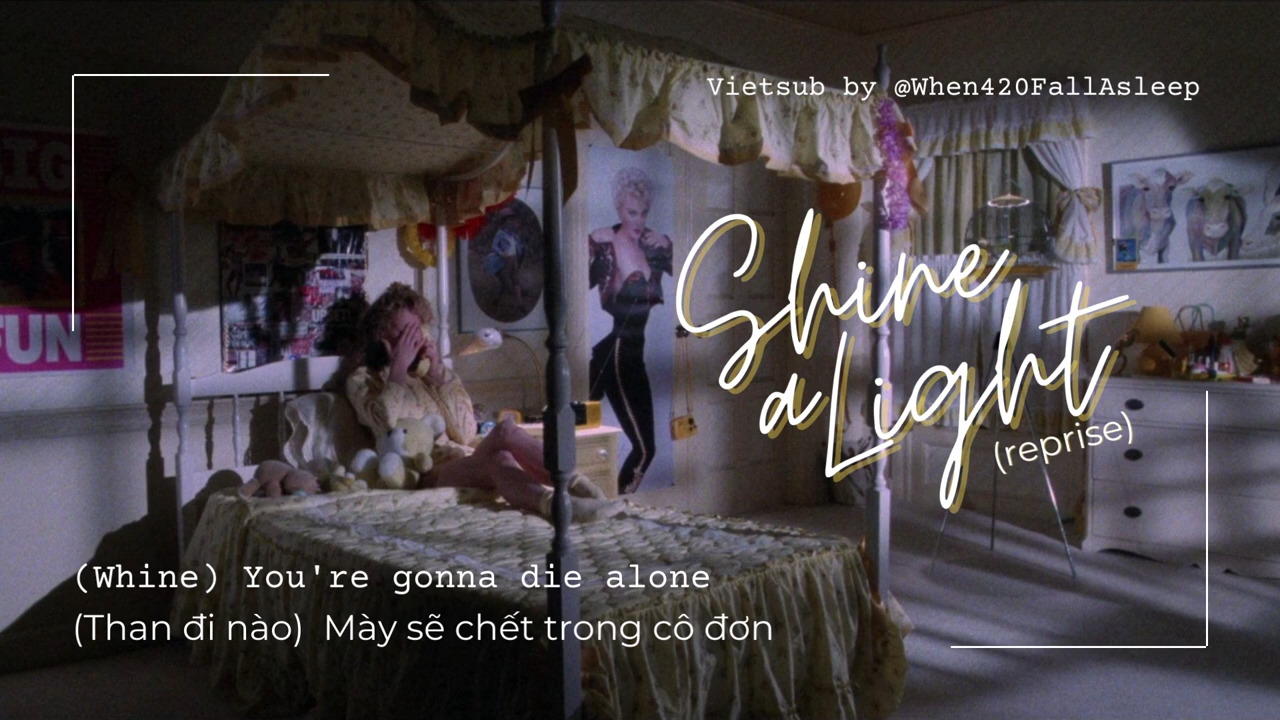 Vietsub by @When420FallAsleep
BIG
FUN
Shine
a Light
(reprise)
(Whine) You're gonna die alone
(Than đi nào) Mày sẽ chết trong cô đơn